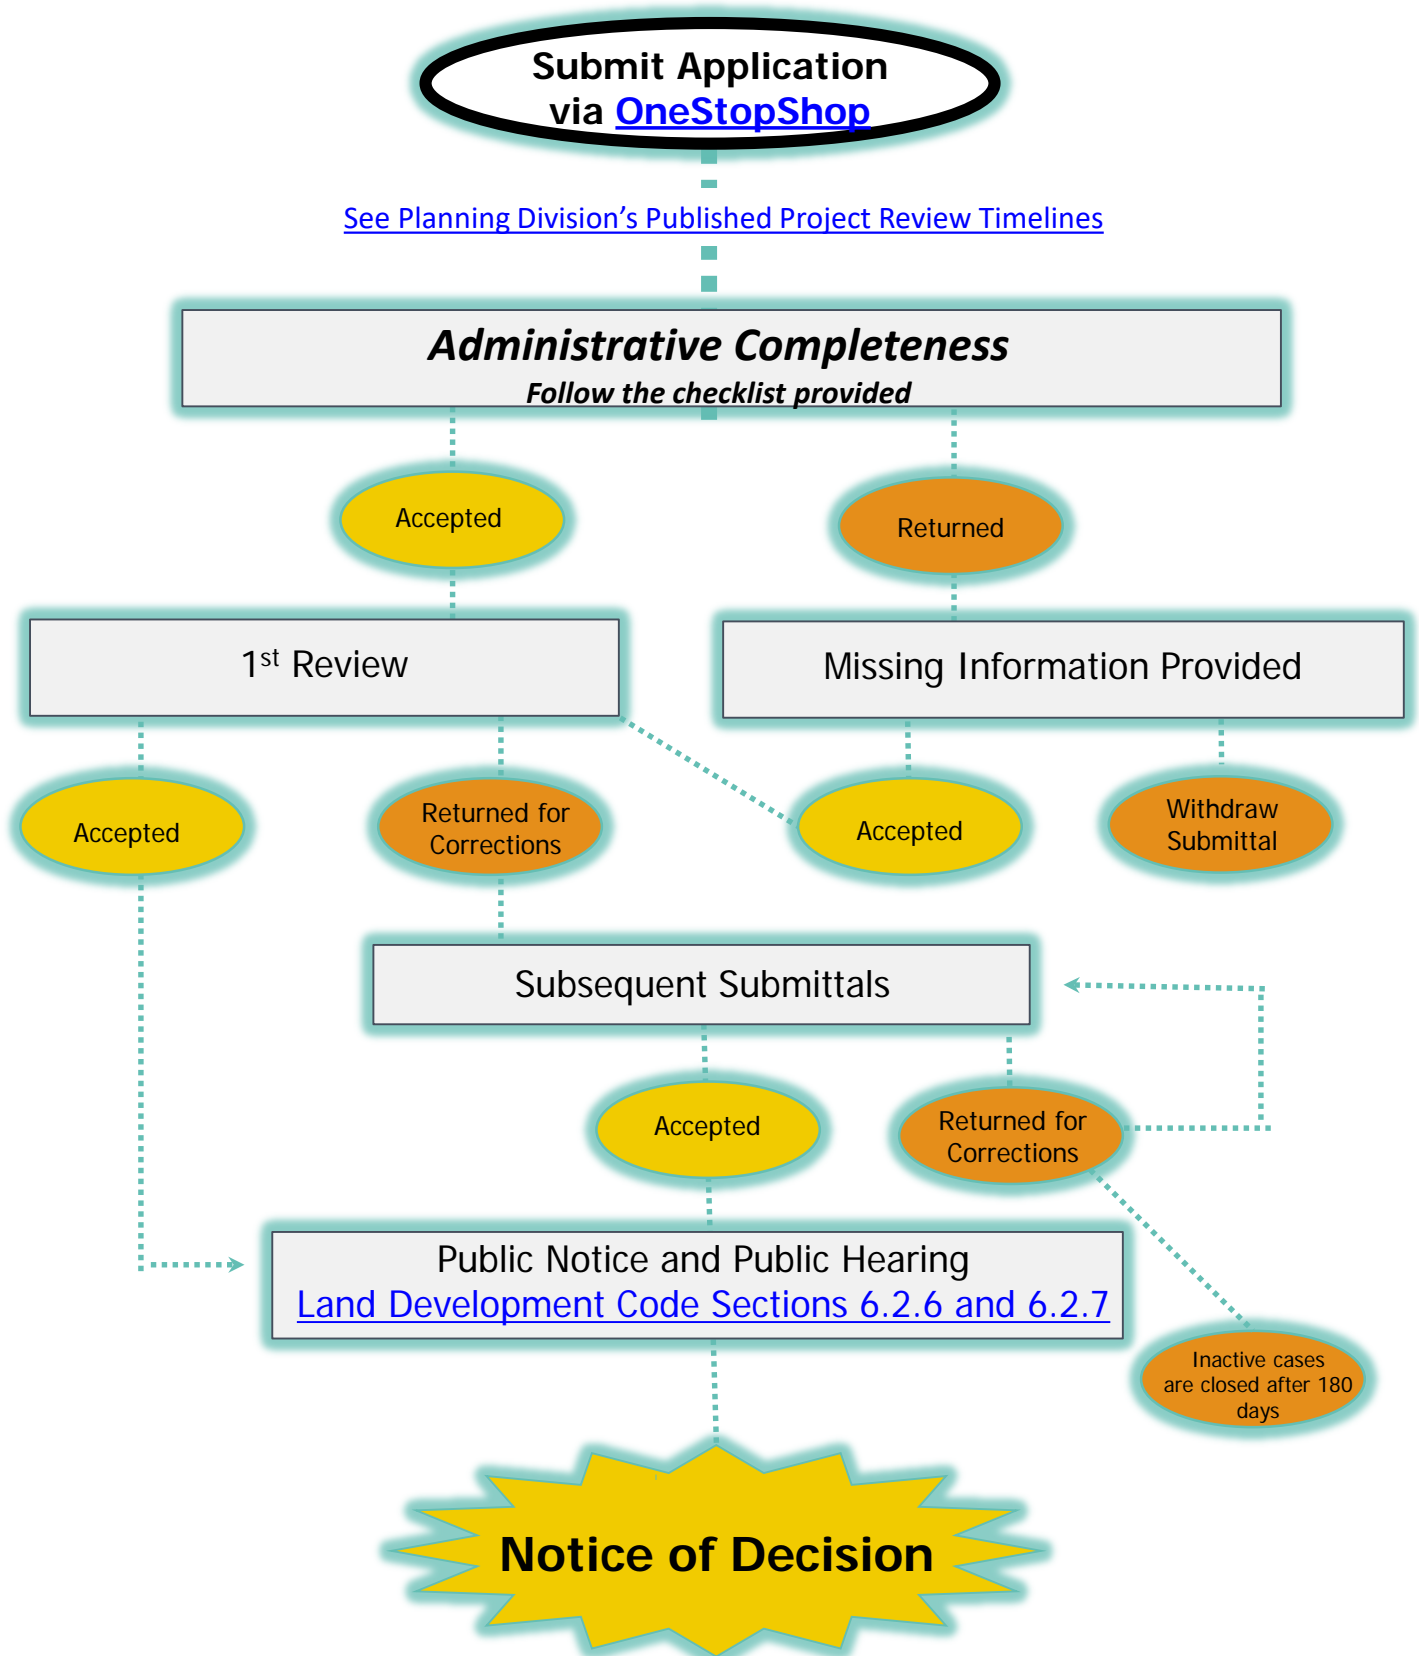 Submit Application
via OneStopShop
See Planning Division's Published Project Review Timelines
Administrative Completeness
Follow the checklist provided
Accepted
Returned
1st Review
Missing Information Provided
Accepted
Returned for
Corrections
Accepted
Withdraw
Submittal
Subsequent Submittals
Accepted
Returned for
Corrections
Public Notice and Public Hearing
Land Development Code Sections 6.2.6 and 6.2.7
Inactive cases
are closed after 180
days
Notice of Decision